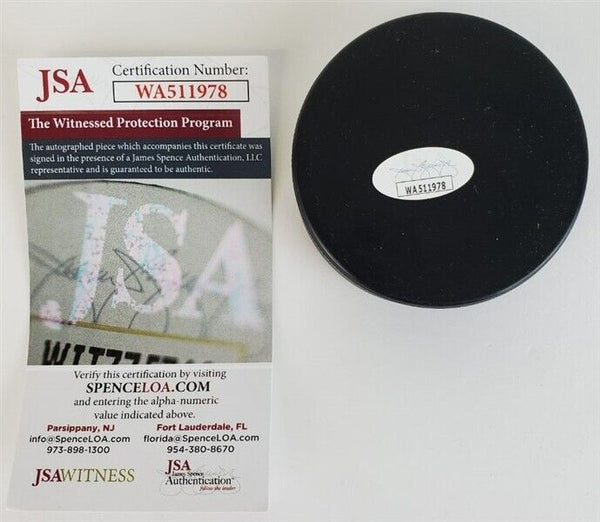 JSA
Certification Number:
WA511978
The Witnessed Protection Program
The autographed piece which accompanies this certificate was
signed in the presence of a James Spence Authentication, LLC
representative and is guaranteed to be authentic.
JSA
Verify this certification by visiting
SPENCELOA.COM
and entering the alpha-numeric
value indicated above.
Parsippany, NJ
info@SpenceLOA.com
973-898-1300
Fort Lauderdale, FL
florida@SpenceLOA.com
954-380-8670
JSAWITNESS
JSA
James Spence
Authentication
follow the leader
WA511978